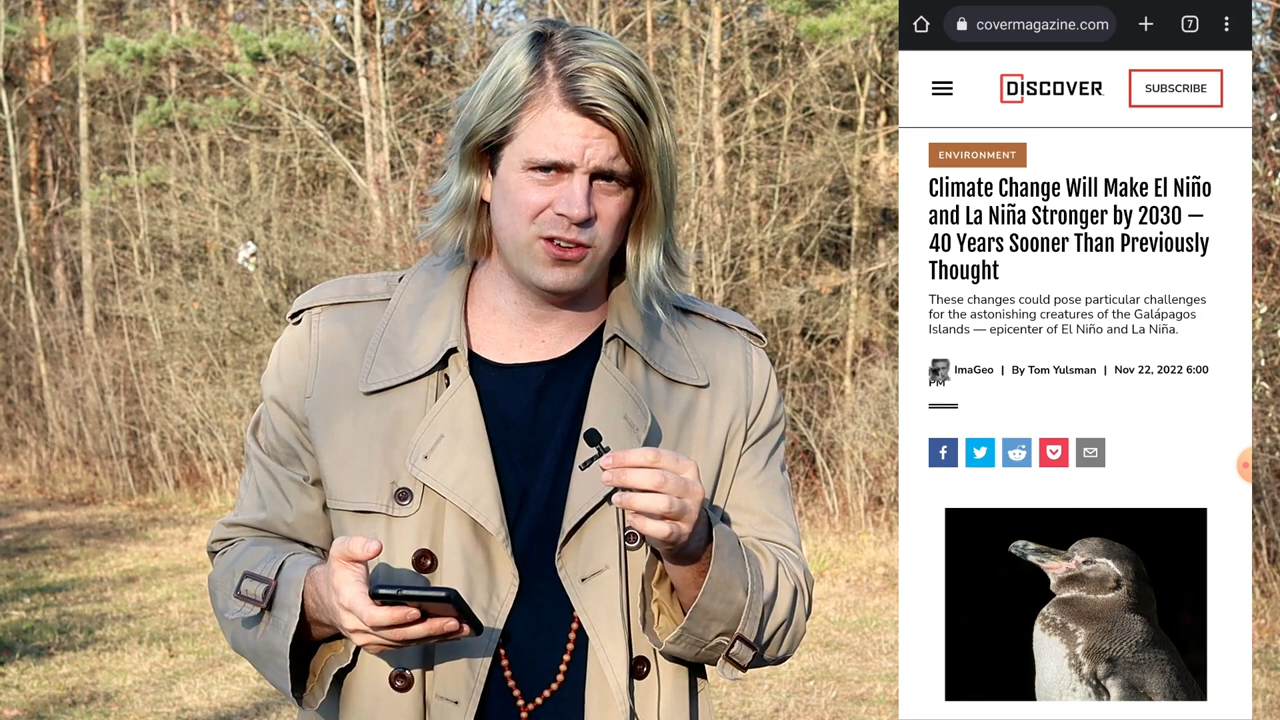 covermagazine.com
7
DISCOVER
SUBSCRIBE
ENVIRONMENT
Climate Change Will Make El Niño
and La Niña Stronger by 2030 —
40 Years Sooner Than Previously
Thought
These changes could pose particular challenges
for the astonishing creatures of the Galápagos
Islands — epicenter of El Niño and La Niña.
ImaGeo | By Tom Yulsman | Nov 22, 2022 6:00
PM